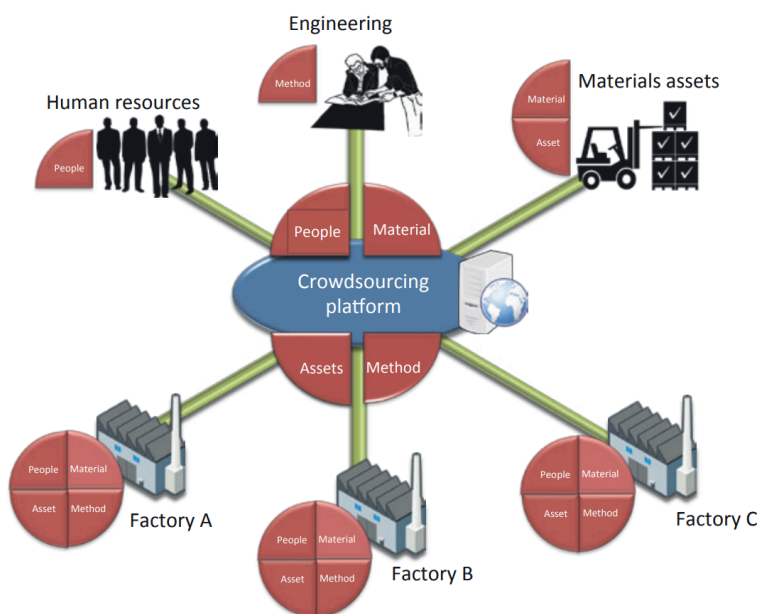 Engineering
Method
Human resources
People
Materials assets
Material
Asset
People
Material
Crowdsourcing
platform
Assets
Method
People
Material
Asset
Method
Factory A
People
Material
Asset
Method
Factory B
People
Material
Asset
Method
Factory C